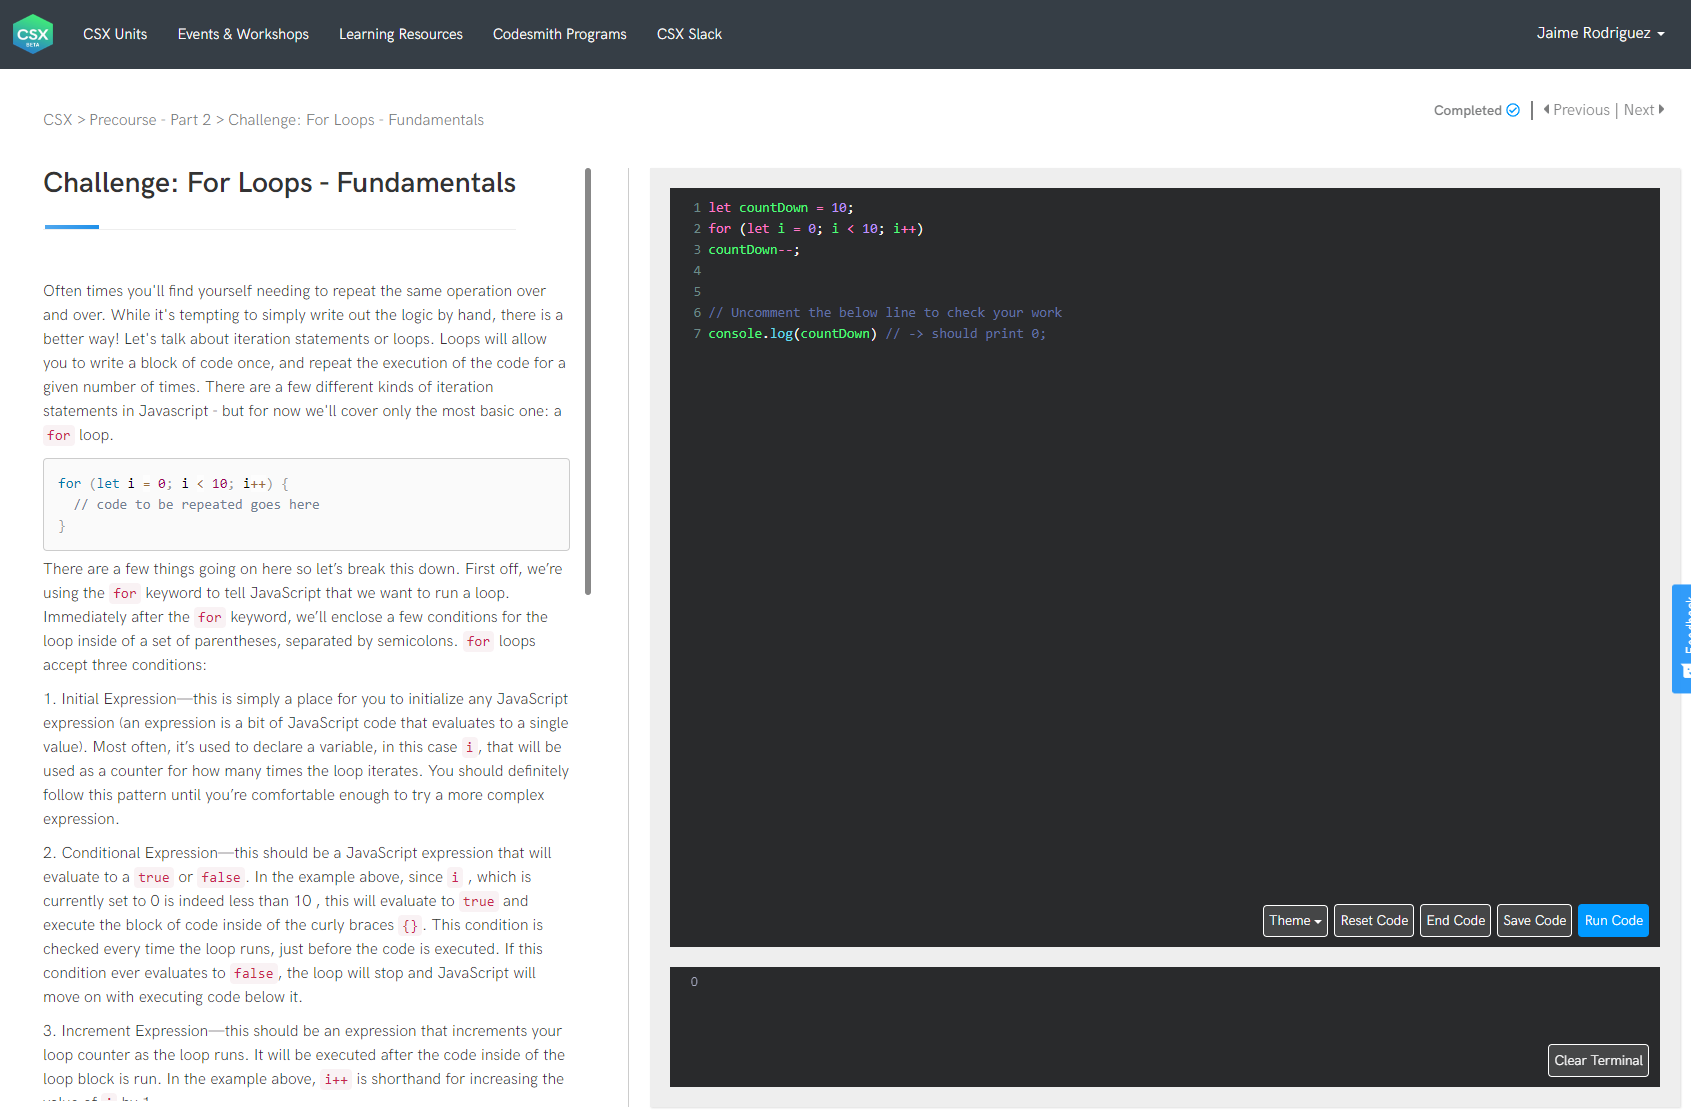 CSX
BETA
CSX Units
Events & Workshops
Learning Resources
Codesmith Programs
CSX Slack
Jaime Rodriguez
CSX > Precourse - Part 2 > Challenge: For Loops - Fundamentals
Completed
Previous | Next
Challenge: For Loops - Fundamentals
Often times you'll find yourself needing to repeat the same operation over
and over. While it's tempting to simply write out the logic by hand, there is a
better way! Let's talk about iteration statements or loops. Loops will allow
you to write a block of code once, and repeat the execution of the code for a
given number of times. There are a few different kinds of iteration
statements in Javascript - but for now we'll cover only the most basic one: a
for loop.
for (let i = 0; i < 10; i++) {
// code to be repeated goes here
}
There are a few things going on here so let’s break this down. First off, we’re
using the for keyword to tell JavaScript that we want to run a loop.
Immediately after the for keyword, we’ll enclose a few conditions for the
loop inside of a set of parentheses, separated by semicolons. for loops
accept three conditions:
1. Initial Expression—this is simply a place for you to initialize any JavaScript
expression (an expression is a bit of JavaScript code that evaluates to a single
value). Most often, it’s used to declare a variable, in this case i, that will be
used as a counter for how many times the loop iterates. You should definitely
follow this pattern until you’re comfortable enough to try a more complex
expression.
2. Conditional Expression—this should be a JavaScript expression that will
evaluate to a true or false. In the example above, since i , which is
currently set to 0 is indeed less than 10 , this will evaluate to true and
execute the block of code inside of the curly braces {}. This condition is
checked every time the loop runs, just before the code is executed. If this
condition ever evaluates to false, the loop will stop and JavaScript will
move on with executing code below it.
3. Increment Expression—this should be an expression that increments your
loop counter as the loop runs. It will be executed after the code inside of the
loop block is run. In the example above, i++ is shorthand for increasing the
1 let countDown = 10;
2 for (let i = 0; i < 10; i++)
3 countDown--;
4
5
6 // Uncomment the below line to check your work
7 console.log(countDown) // -> should print 0;
Theme
Reset Code
End Code
Save Code
Run Code
0
Clear Terminal
Feedback